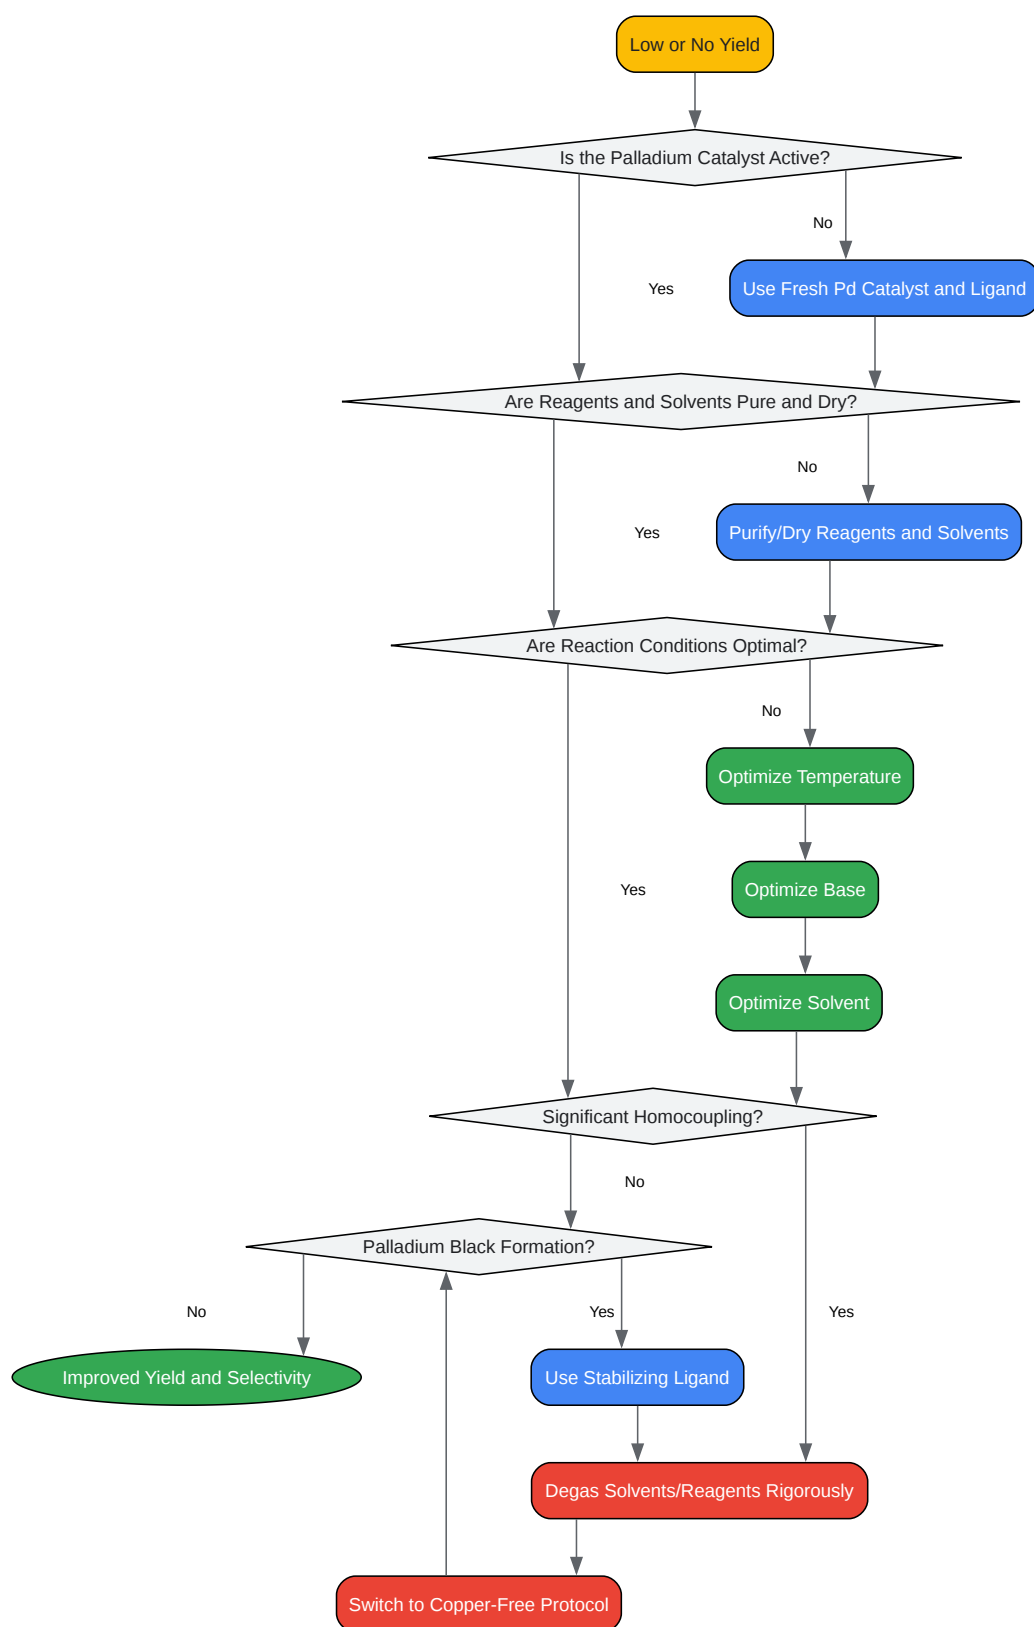 Low or No Yield
Is the Palladium Catalyst Active?
No
Yes
Use Fresh Pd Catalyst and Ligand
Are Reagents and Solvents Pure and Dry?
No
Yes
Purify/Dry Reagents and Solvents
Are Reaction Conditions Optimal?
No
Optimize Temperature
Yes
Optimize Base
Optimize Solvent
Significant Homocoupling?
No
Palladium Black Formation?
No
Yes
Yes
Improved Yield and Selectivity
Use Stabilizing Ligand
Degas Solvents/Reagents Rigorously
Switch to Copper-Free Protocol